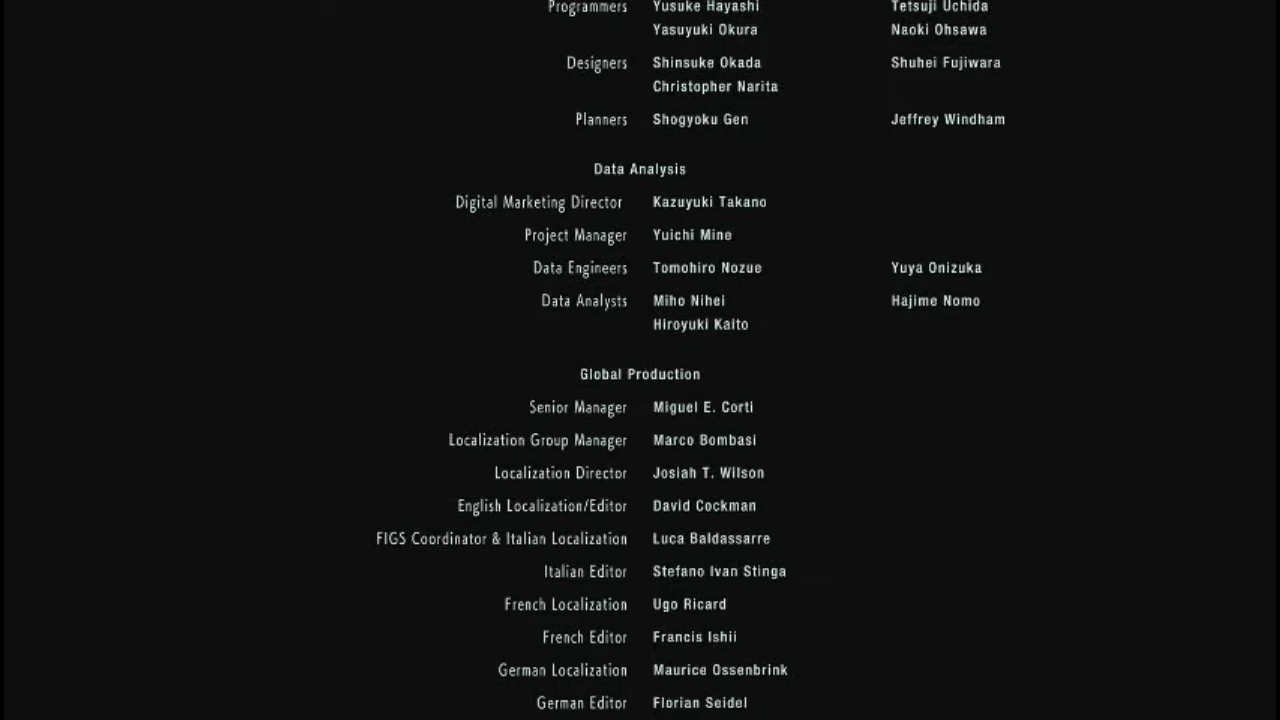 Programmers Yusuke Hayashi Tetsuji Uchida
Yasuyuki Okura Naoki Ohsawa
Designers Shinsuke Okada Shuhei Fujiwara
Christopher Narita
Planners Shogyoku Gen Jeffrey Windham
Data Analysis
Digital Marketing Director Kazuyuki Takano
Project Manager Yuichi Mine
Data Engineers Tomohiro Nozue Yuya Onizuka
Data Analysts Miho Nihei Hajime Nomo
Hiroyuki Kaito
Global Production
Senior Manager Miguel E. Corti
Localization Group Manager Marco Bombasi
Localization Director Josiah T. Wilson
English Localization/Editor David Cockman
FIGS Coordinator & Italian Localization Luca Baldassarre
Italian Editor Stefano Ivan Stinga
French Localization Ugo Ricard
French Editor Francis Ishii
German Localization Maurice Ossenbrink
German Editor Florian Seidel